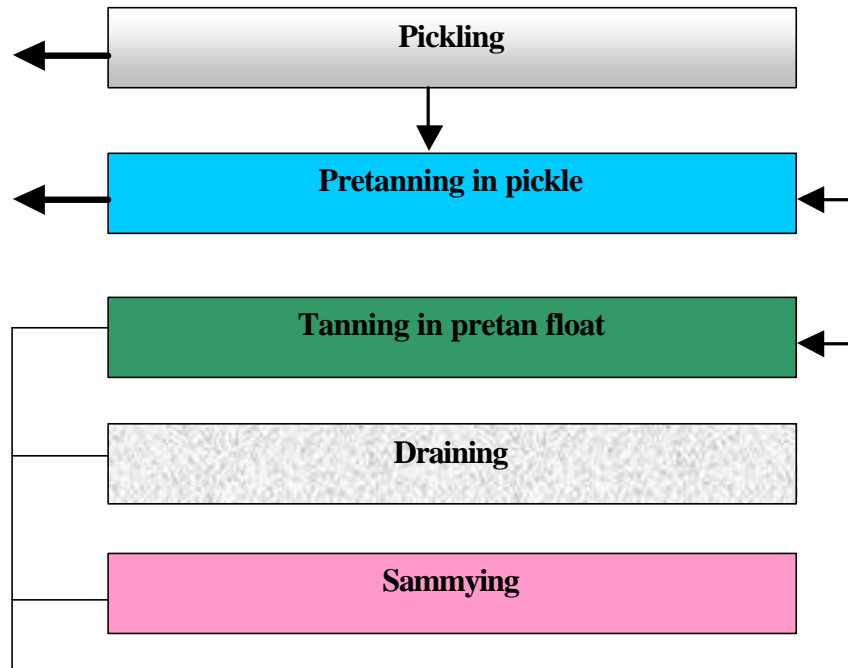 Pickling
Pretanning in pickle
Tanning in pretan float
Draining
Sammying